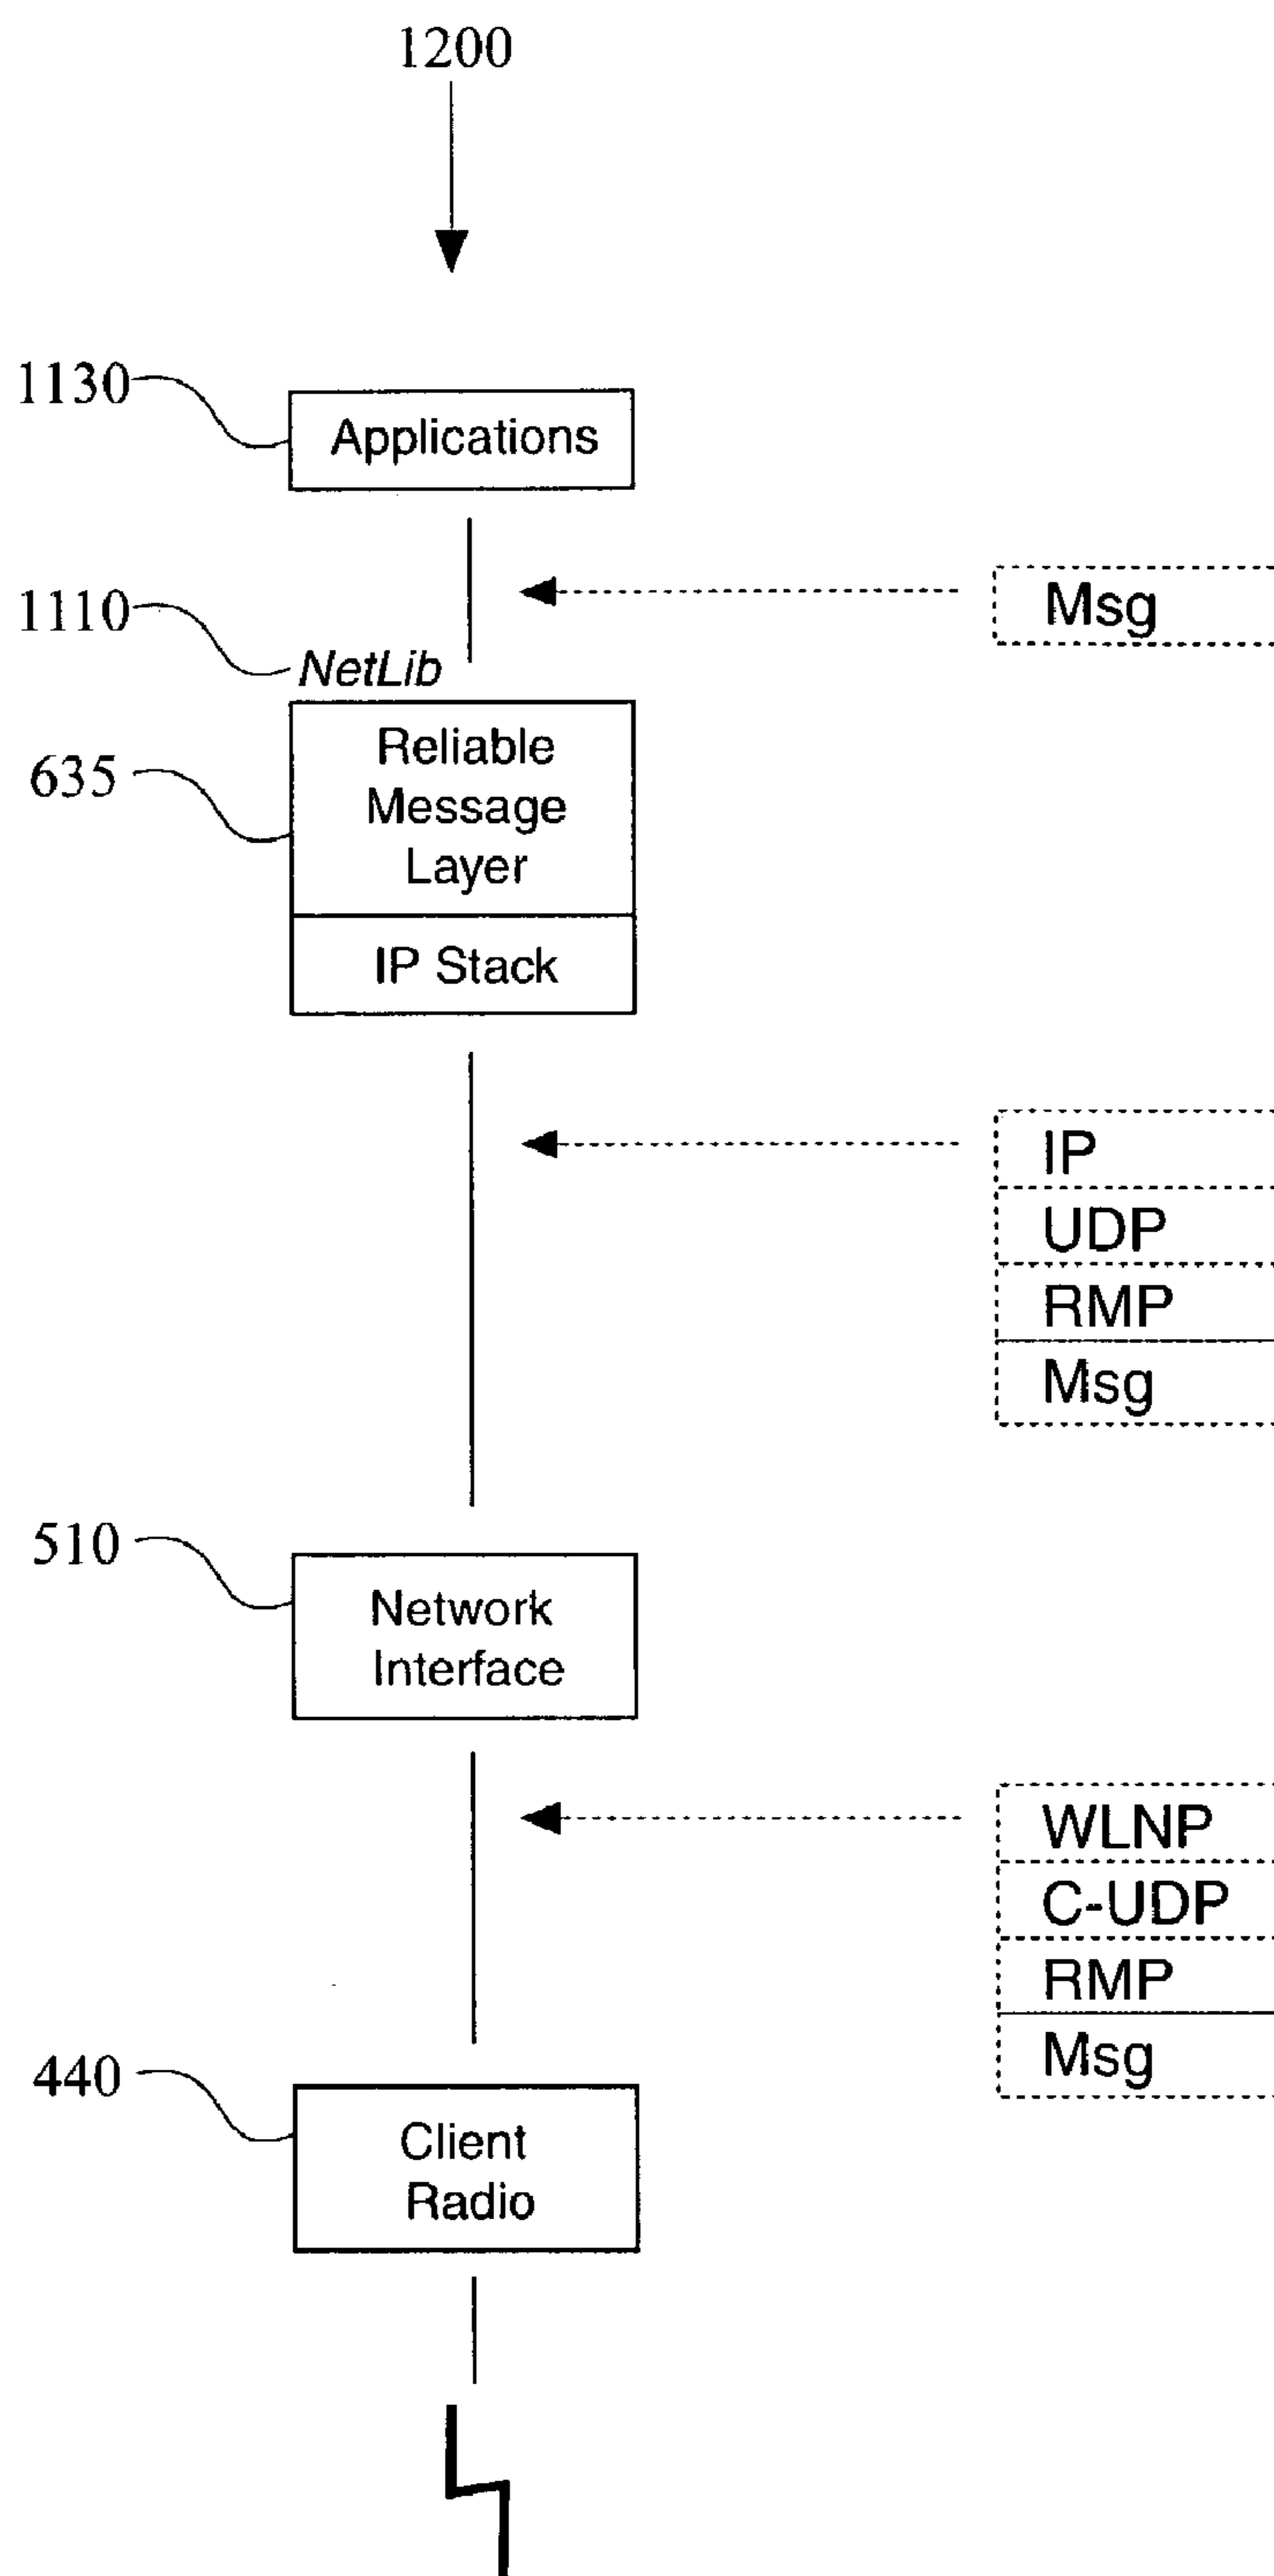 1200
1130
Applications
Msg
1110
NetLib
635
Reliable
Message
Layer
IP Stack
IP
UDP
RMP
Msg
510
Network
Interface
WLNP
C-UDP
RMP
Msg
440
Client
Radio